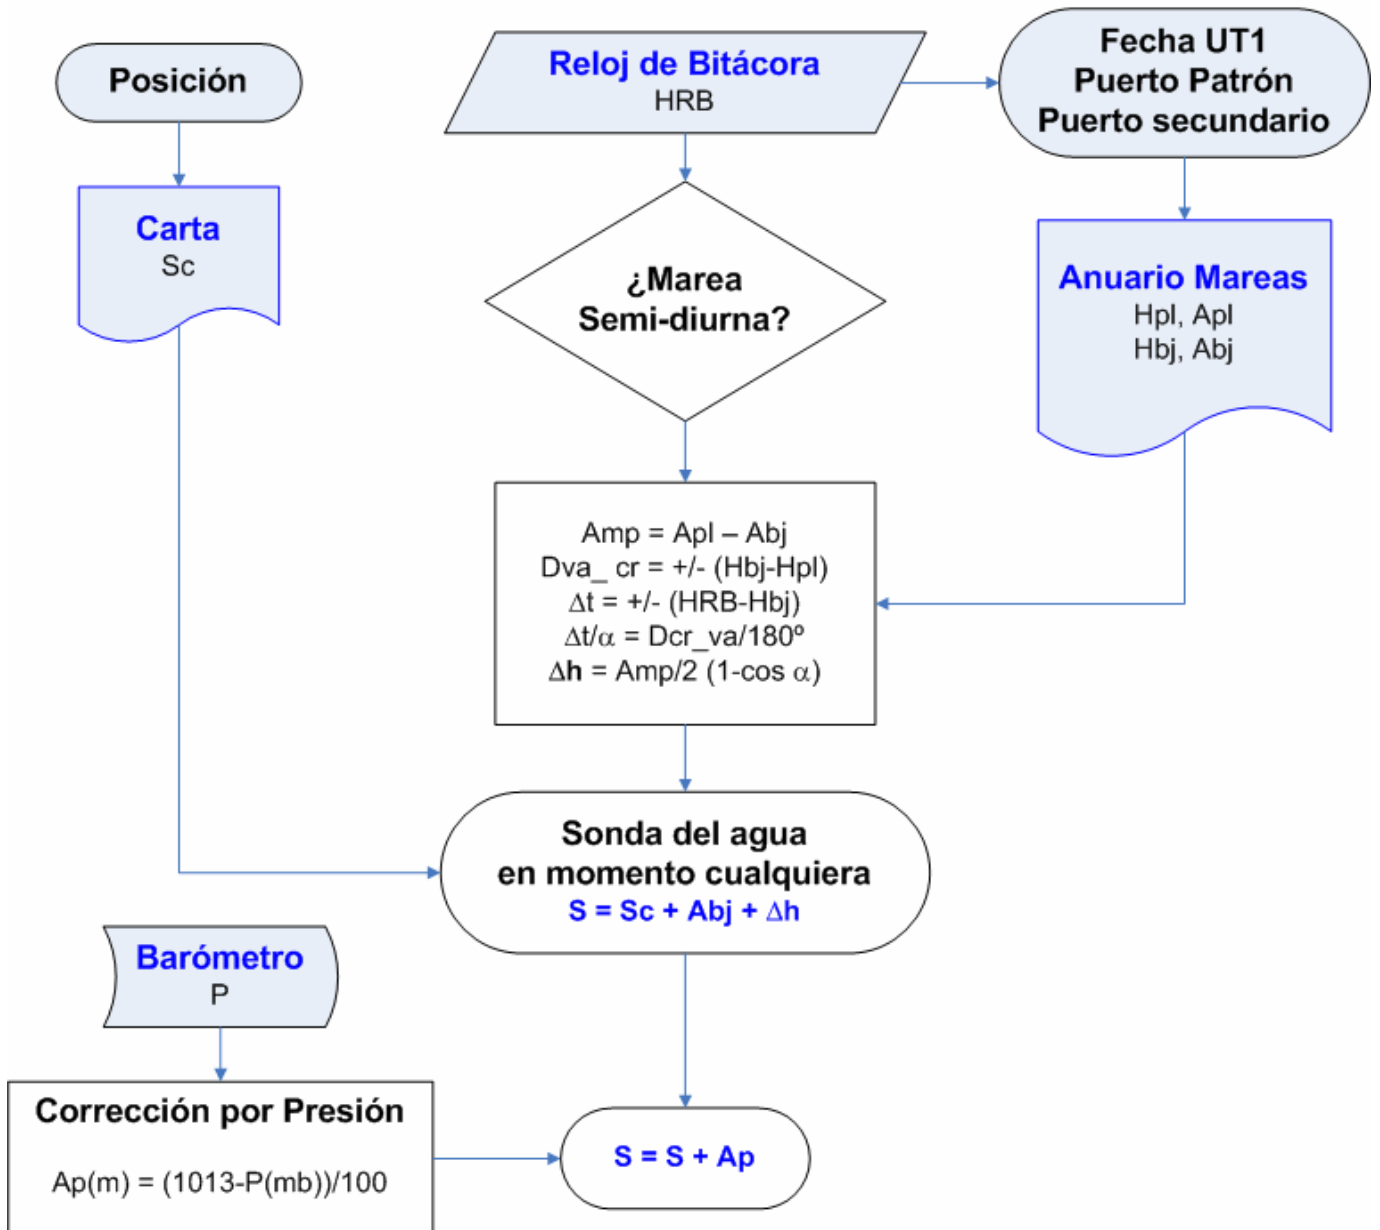 Posición
Reloj de Bitácora
HRB
Fecha UT1
Puerto Patrón
Puerto secundario
Carta
Sc
¿Marea
Semi-diurna?
Anuario Mareas
Hpl, Apl
Hbj, Abj
Amp = Apl – Abj
Dva_ cr = +/- (Hbj-Hpl)
Δt = +/- (HRB-Hbj)
Δt/α = Dcr_va/180º
Δh = Amp/2 (1-cos α)
Sonda del agua
en momento cualquiera
S = Sc + Abj + Δh
Barómetro
P
Corrección por Presión
Ap(m) = (1013-P(mb))/100
S = S + Ap